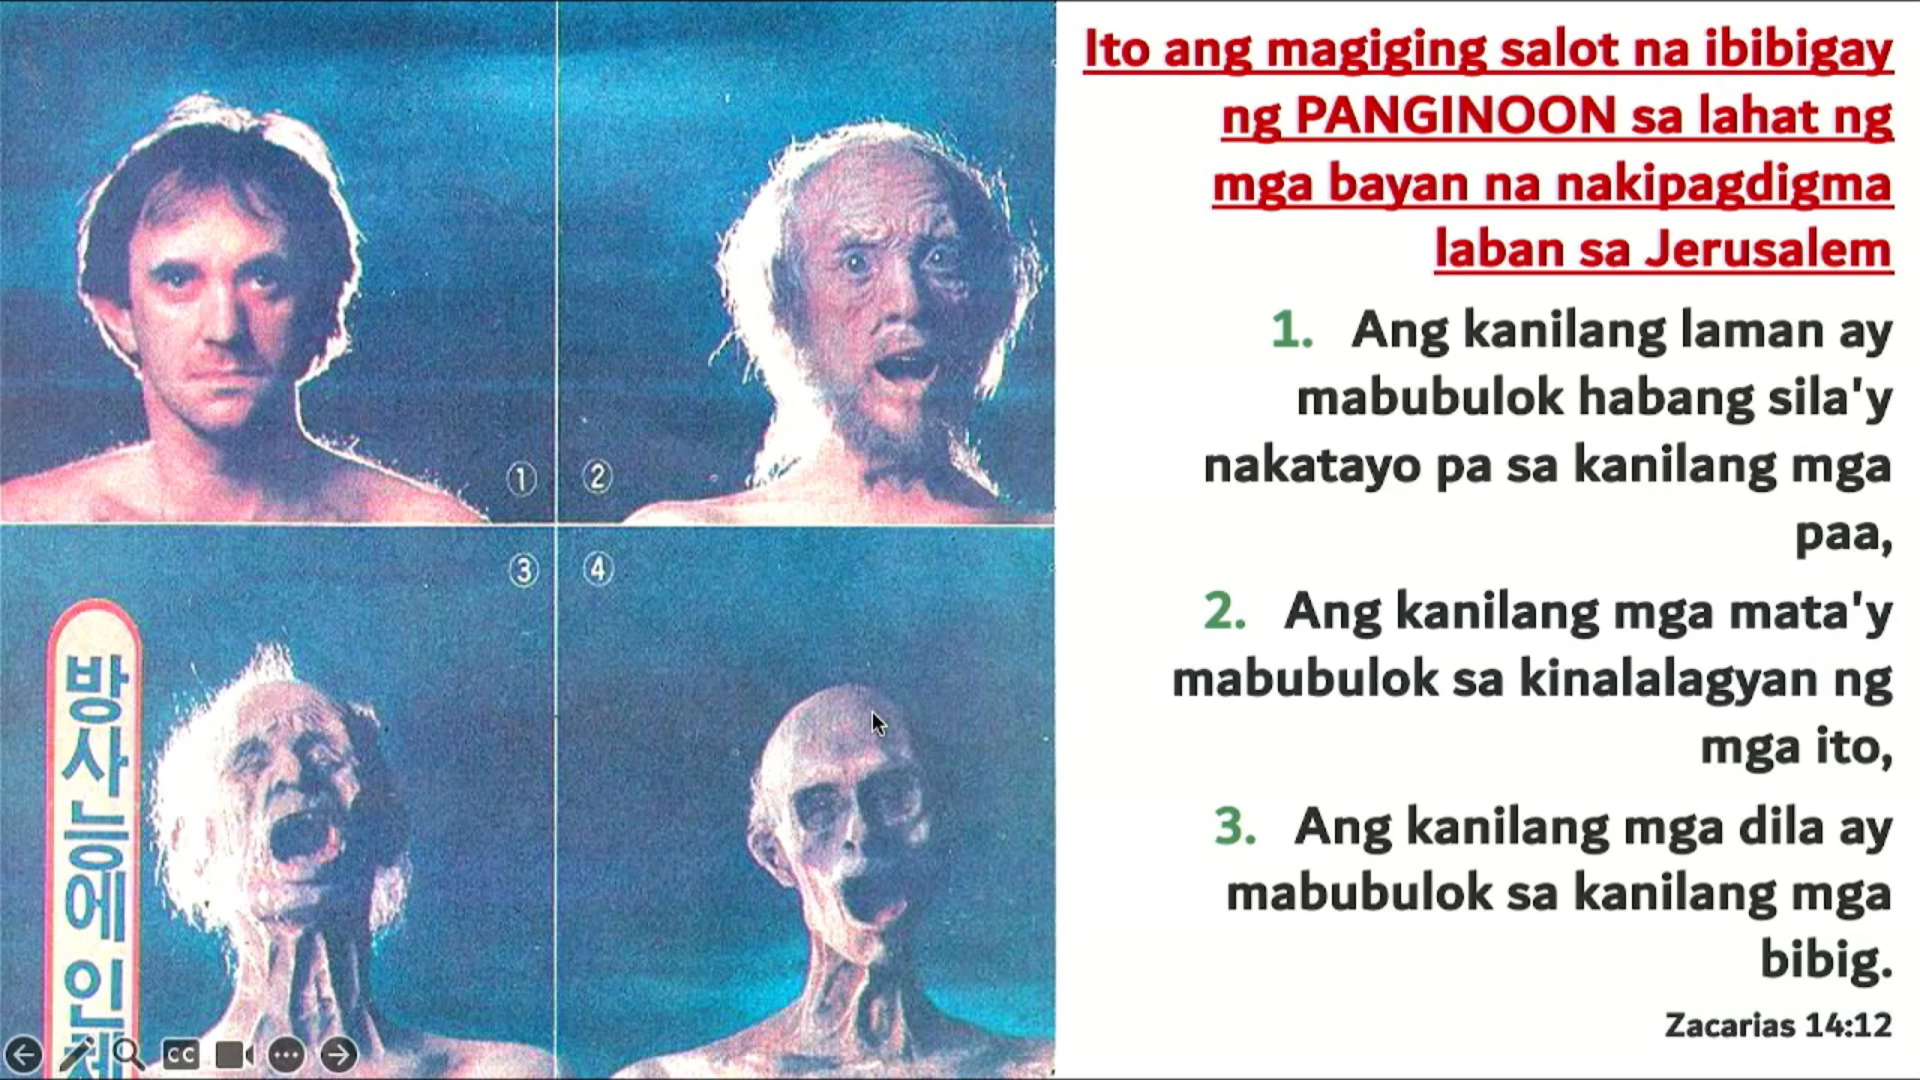 Ito ang magiging salot na ibibigay
ng PANGINOON sa lahat ng
mga bayan na nakipagdigma
laban sa Jerusalem
1. Ang kanilang laman ay
mabubulok habang sila'y
nakatayo pa sa kanilang mga
paa,
2. Ang kanilang mga mata'y
mabubulok sa kinalalagyan ng
mga ito,
3. Ang kanilang mga dila ay
mabubulok sa kanilang mga
bibig.
Zacarias 14:12
①
②
③
④
방사능에 인체
CC